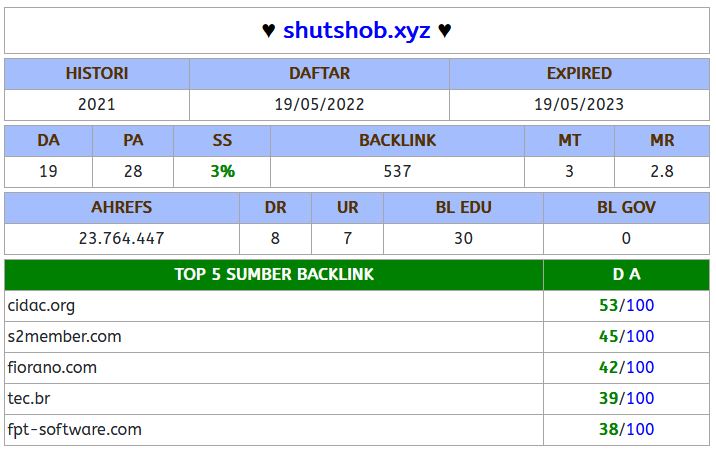 ♥ shutshob.xyz ♥
HISTORI DAFTAR EXPIRED
2021 19/05/2022 19/05/2023
DA PA SS BACKLINK MT MR
19 28 3% 537 3 2.8
AHREFS DR UR BL EDU BL GOV
23.764.447 8 7 30 0
TOP 5 SUMBER BACKLINK D A
cidac.org 53/100
s2member.com 45/100
fiorano.com 42/100
tec.br 39/100
fpt-software.com 38/100